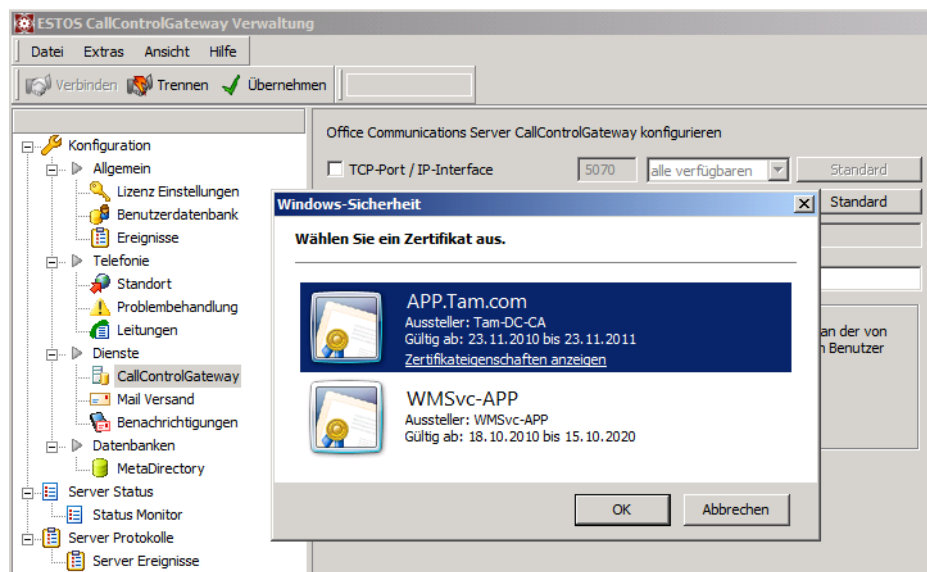 ESTOS CallControlGateway Verwaltung
Datei Extras Ansicht Hilfe
Verbinden Trennen Übernehmen
Konfiguration
Allgemein
Lizenz Einstellungen
Benutzerdatenbank
Ereignisse
Telefonie
Standort
Problembehandlung
Leitungen
Dienste
CallControlGateway
Mail Versand
Benachrichtigungen
Datenbanken
MetaDirectory
Server Status
Status Monitor
Server Protokolle
Server Ereignisse
Office Communications Server CallControlGateway konfigurieren
TCP-Port / IP-Interface 5070 alle verfügbaren Standard
Standard
an der von
Benutzer
Windows-Sicherheit
Wählen Sie ein Zertifikat aus.
APP.Tam.com
Aussteller: Tam-DC-CA
Gültig ab: 23.11.2010 bis 23.11.2011
Zertifikateigenschaften anzeigen
WMSvc-APP
Aussteller: WMSvc-APP
Gültig ab: 18.10.2010 bis 15.10.2020
OK Abbrechen